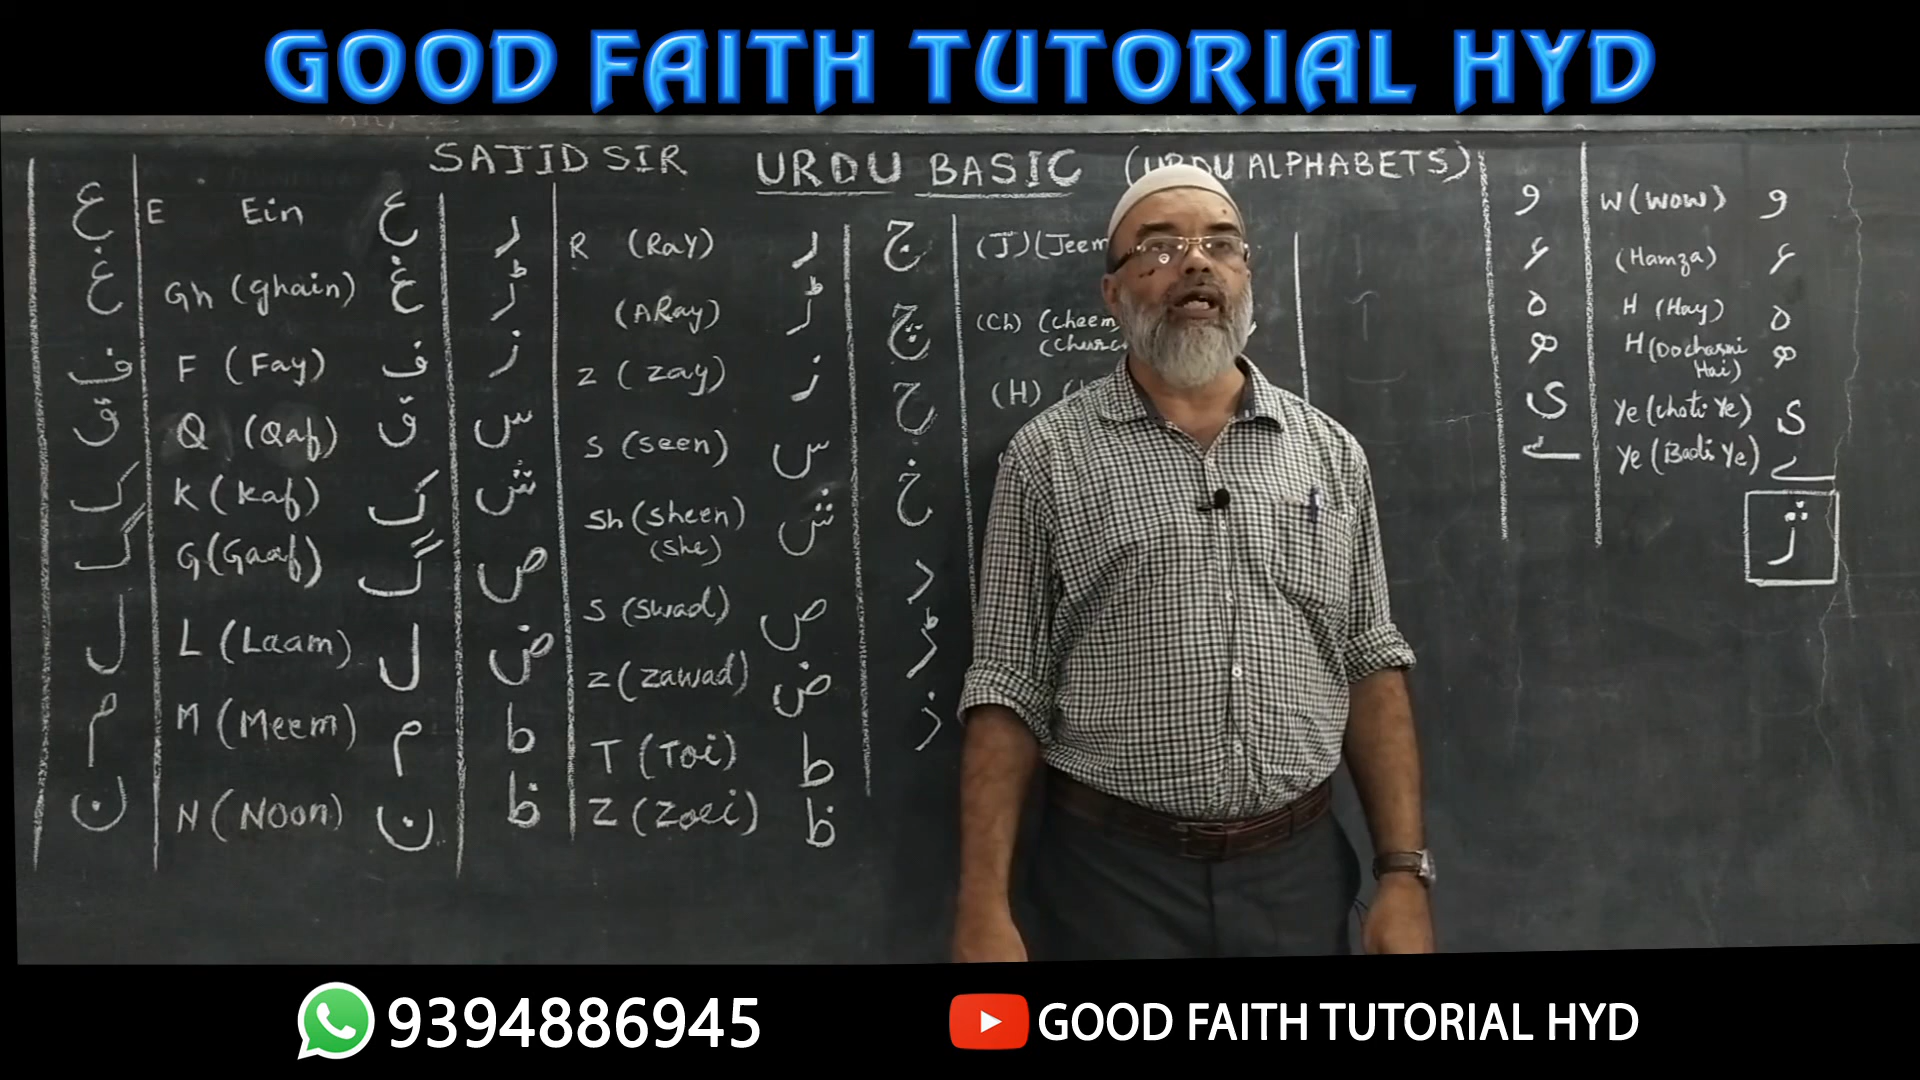 GOOD FAITH TUTORIAL HYD
SAJID SIR URDU BASIC (URDU ALPHABETS)
ع E Ein ع
غ Gh (ghain) غ
ف F (Fay) ف
ق Q (Qaf) ق
ک K (Kaf) ک
گ G (Gaaf) گ
ل L (Laam) ل
م M (Meem) م
ن N (Noon) ن
ر R (Ray) ر
ڑ (ARay) ڑ
ز Z (Zay) ز
س S (Seen) س
ش Sh (Sheen) ش
(She)
ص S (Swad) ص
ض Z (Zawad) ض
ط T (Toi) ط
ظ Z (Zoei) ظ
ج (J) (Jeem
چ (Ch) (cheem)
ح (H)
خ
د
ڑ
ذ
و W (WOW) و
ء (Hamza) ء
ہ H (Hay) ہ
ھ H (Dochasmi ھ
Hai)
ی Ye (Choti Ye) ی
ے Ye (Badi Ye) ے
ژ
9394886945
GOOD FAITH TUTORIAL HYD